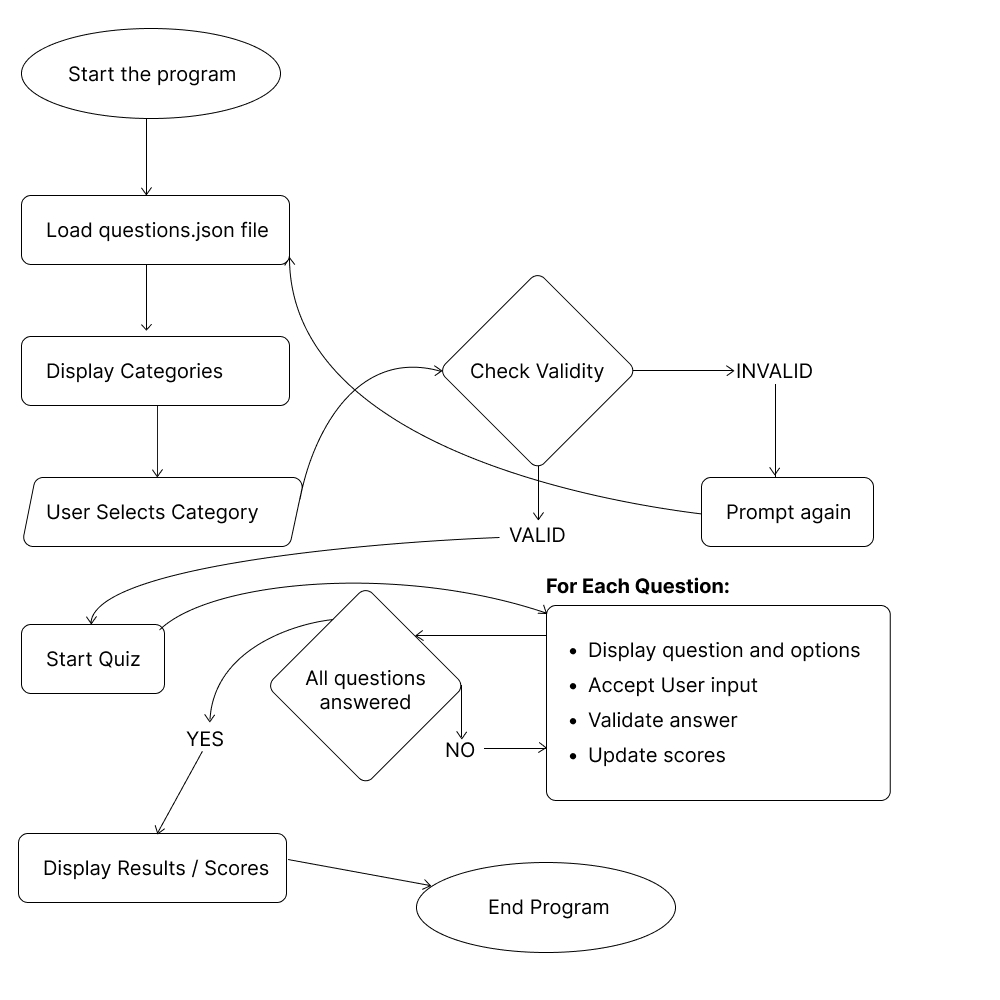 Start the program
Load questions.json file
Display Categories
User Selects Category
Check Validity
INVALID
Prompt again
VALID
Start Quiz
For Each Question:
• Display question and options
• Accept User input
• Validate answer
• Update scores
All questions
answered
YES
NO
Display Results / Scores
End Program